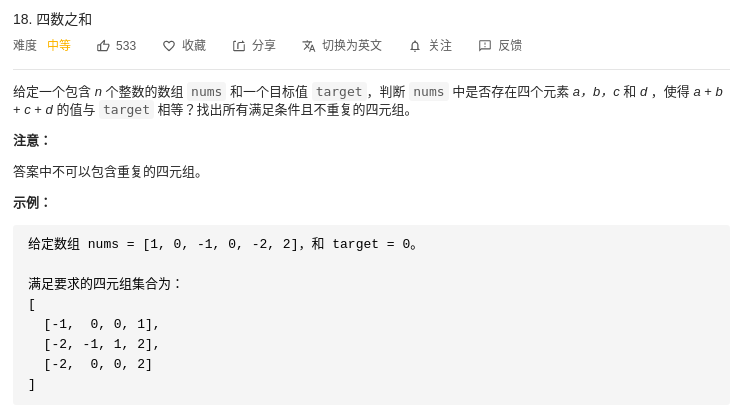 18. 四数之和
难度 中等 533 收藏 分享 切换为英文 关注 反馈
给定一个包含 n 个整数的数组 nums 和一个目标值 target，判断 nums 中是否存在四个元素 a，b，c 和 d ，使得 a + b
+ c + d 的值与 target 相等？找出所有满足条件且不重复的四元组。
注意：
答案中不可以包含重复的四元组。
示例：
给定数组 nums = [1, 0, -1, 0, -2, 2]，和 target = 0。
满足要求的四元组集合为：
[
[-1,  0, 0, 1],
[-2, -1, 1, 2],
[-2,  0, 0, 2]
]